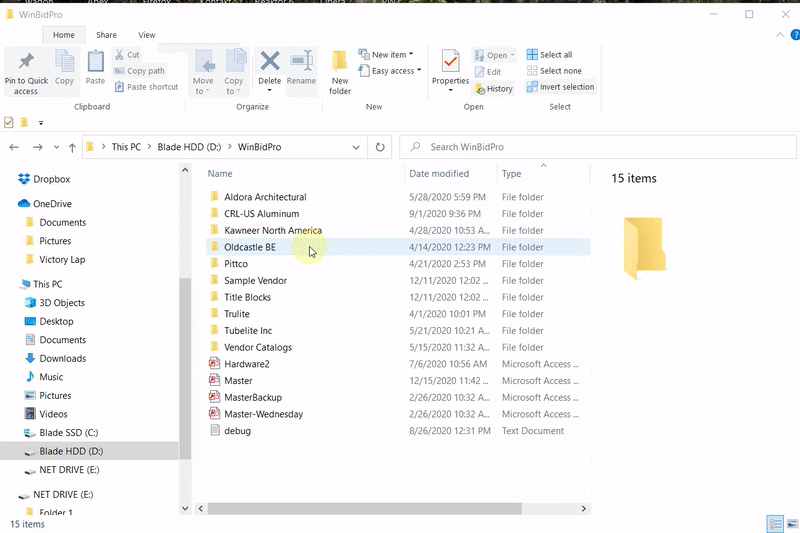 WinBidPro
Home Share View
Pin to Quick access
Copy
Paste
Cut
Copy path
Paste shortcut
Clipboard
Move to
Copy to
Delete
Rename
Organize
New folder
New item
Easy access
New
Properties
Open
Edit
History
Open
Select all
Select none
Invert selection
Select
This PC > Blade HDD (D:) > WinBidPro
Search WinBidPro
Dropbox
OneDrive
Documents
Pictures
Victory Lap
This PC
3D Objects
Desktop
Documents
Downloads
Music
Pictures
Videos
Blade SSD (C:)
Blade HDD (D:)
NET DRIVE (E:)
NET DRIVE (E:)
Folder 1
Name Date modified Type
Aldora Architectural 5/28/2020 5:59 PM File folder
CRL-US Aluminum 9/1/2020 9:36 PM File folder
Kawneer North America 4/28/2020 10:53 A... File folder
Oldcastle BE 4/14/2020 12:23 PM File folder
Pittco 4/21/2020 2:53 PM File folder
Sample Vendor 12/11/2020 12:02 ... File folder
Title Blocks 12/11/2020 12:02 ... File folder
Trulite 4/1/2020 10:01 PM File folder
Tubelite Inc 5/21/2020 10:21 A... File folder
Vendor Catalogs 5/15/2020 11:32 A... File folder
Hardware2 7/6/2020 10:56 AM Microsoft Access ...
Master 12/15/2020 11:42 ... Microsoft Access ...
MasterBackup 2/26/2020 10:32 A... Microsoft Access ...
Master-Wednesday 2/26/2020 10:32 A... Microsoft Access ...
debug 8/26/2020 12:31 PM Text Document
15 items
15 items